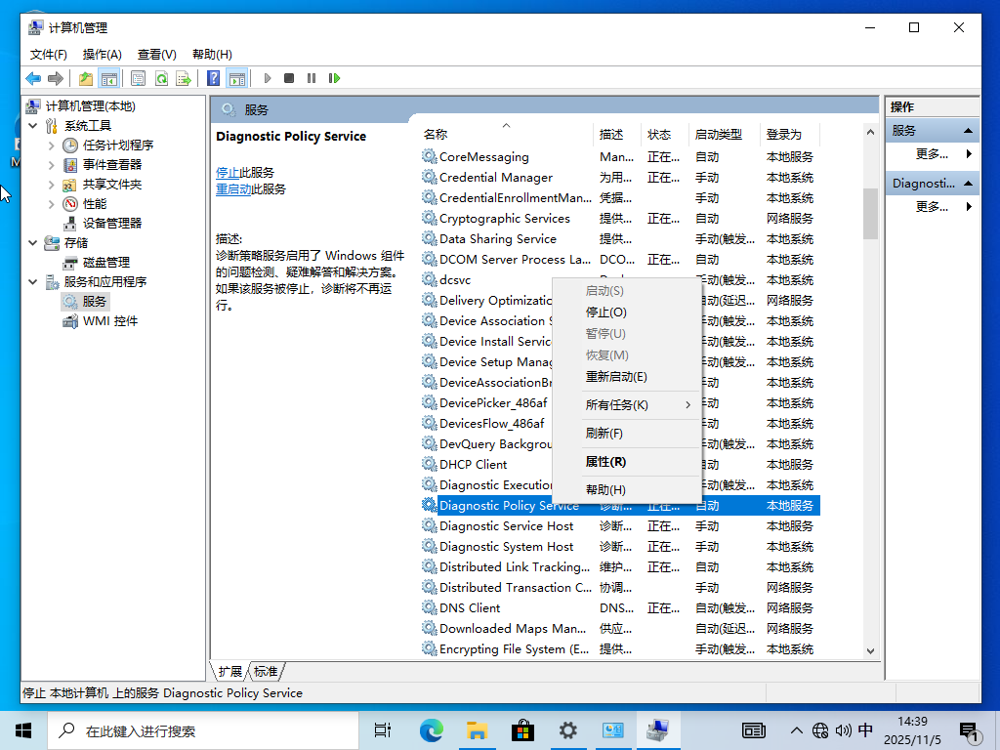 计算机管理
文件(F) 操作(A) 查看(V) 帮助(H)
计算机管理(本地)
系统工具
任务计划程序
事件查看器
共享文件夹
性能
设备管理器
存储
磁盘管理
服务和应用程序
服务
WMI 控件
服务
Diagnostic Policy Service
停止此服务
重启动此服务
描述:
诊断策略服务启用了 Windows 组件
的问题检测、疑难解答和解决方案。
如果该服务被停止，诊断将不再运
行。
名称 描述 状态 启动类型 登录为
CoreMessaging Man... 正在... 自动 本地服务
Credential Manager 为用... 正在... 手动 本地系统
CredentialEnrollmentMan... 凭据... 手动 本地系统
Cryptographic Services 提供... 正在... 自动 网络服务
Data Sharing Service 提供... 手动(触发... 本地系统
DCOM Server Process La... DCO... 正在... 自动 本地系统
dcsvc 手动(触发... 本地系统
Delivery Optimizatio 自动(延迟... 网络服务
Device Association S 手动(触发... 本地系统
Device Install Servic 手动(触发... 本地系统
Device Setup Manag 手动(触发... 本地系统
DeviceAssociationBr 手动 本地系统
DevicePicker_486af 手动 本地系统
DevicesFlow_486af 手动 本地系统
DevQuery Backgrou 手动(触发... 本地系统
DHCP Client 自动 本地服务
Diagnostic Execution 手动(触发... 本地系统
Diagnostic Policy Service 诊断... 正在... 自动 本地服务
Diagnostic Service Host 诊断... 正在... 手动 本地服务
Diagnostic System Host 诊断... 正在... 手动 本地系统
Distributed Link Tracking... 维护... 正在... 自动 本地系统
Distributed Transaction C... 协调... 手动 网络服务
DNS Client DNS... 正在... 自动(触发... 网络服务
Downloaded Maps Man... 供应... 自动(延迟... 网络服务
Encrypting File System (E... 提供... 手动(触发... 本地系统
启动(S)
停止(O)
暂停(U)
恢复(M)
重新启动(E)
所有任务(K)
刷新(F)
属性(R)
帮助(H)
操作
服务
更多...
Diagnosti...
更多...
扩展 标准
停止 本地计算机 上的服务 Diagnostic Policy Service
在此键入进行搜索
中
14:39
2025/11/5
1